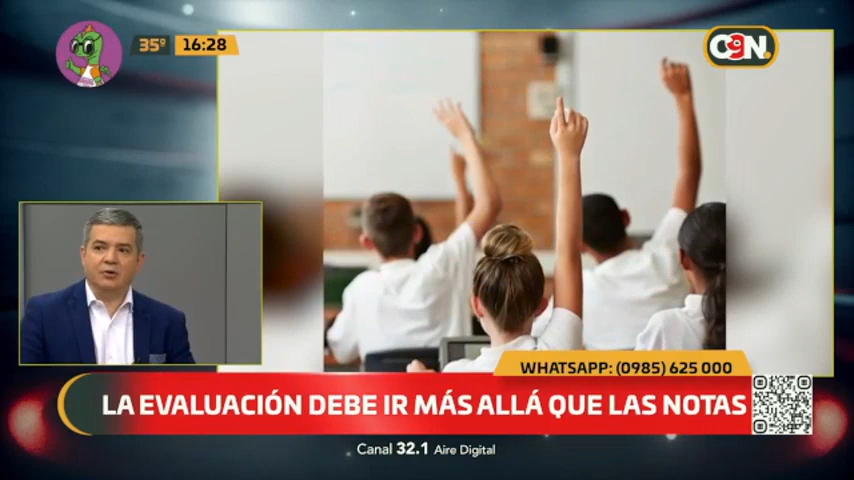 35º 16:28
C9N.
WHATSAPP: (0985) 625 000
LA EVALUACIÓN DEBE IR MÁS ALLÁ QUE LAS NOTAS
Canal 32.1 Aire Digital